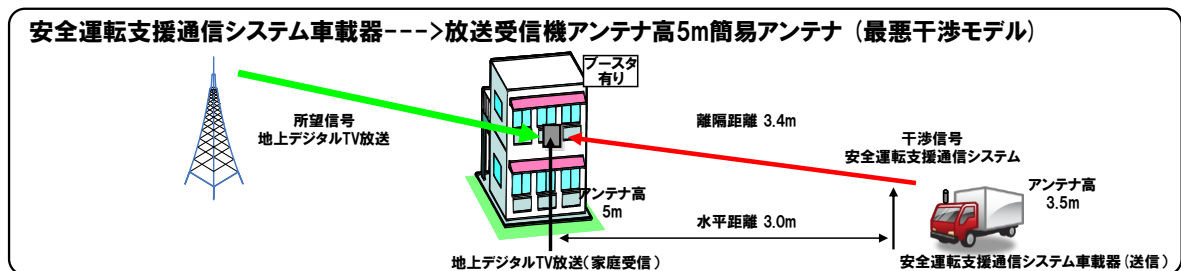 安全運転支援通信システム車載器--->放送受信機アンテナ高5m簡易アンテナ (最悪干渉モデル)
ブースタ
有り
所望信号
地上デジタルTV放送
離隔距離 3.4m
干渉信号
安全運転支援通信システム
アンテナ高
5m
アンテナ高
3.5m
水平距離 3.0m
地上デジタルTV放送(家庭受信)
安全運転支援通信システム車載器(送信)